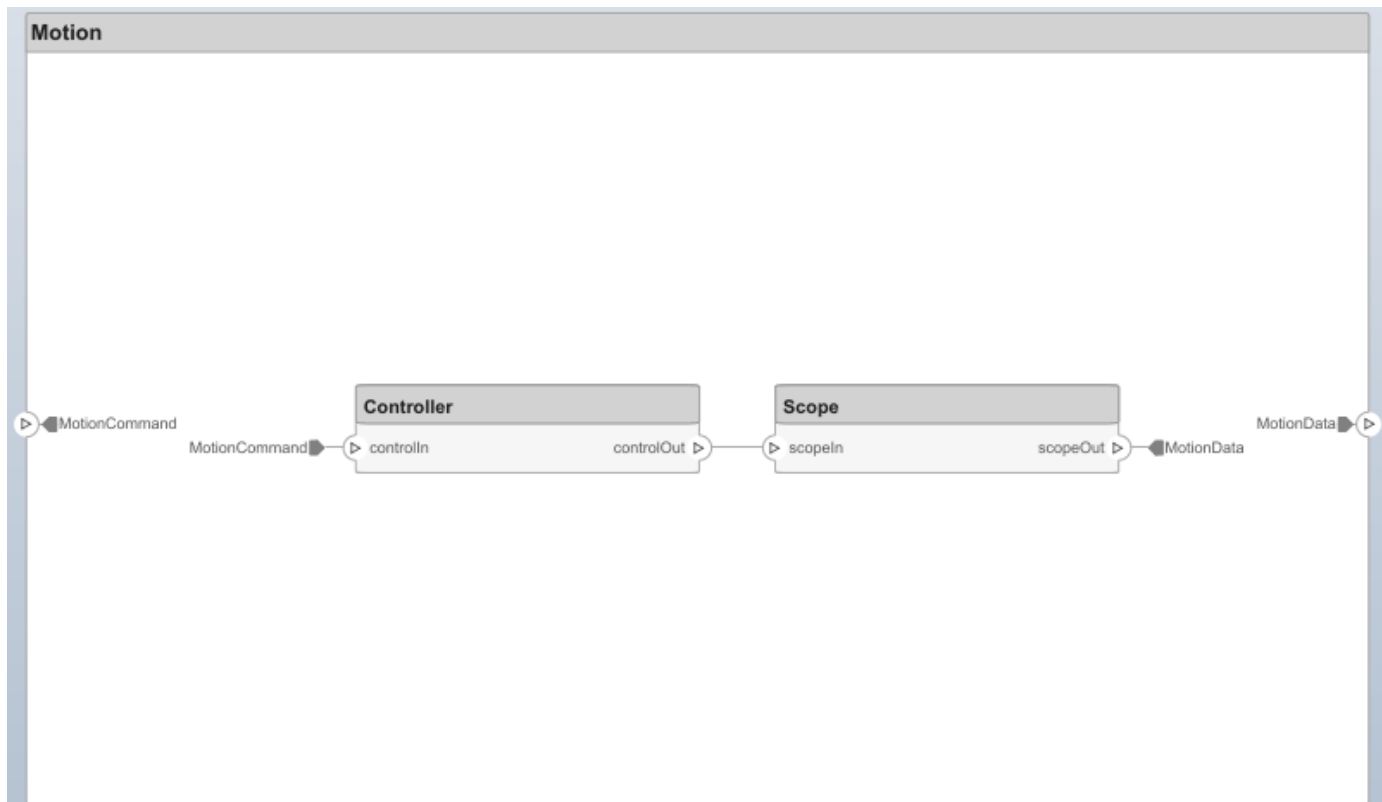 Motion
MotionCommand
MotionData
Controller
Scope
MotionCommand
controlIn
controlOut
scopeIn
scopeOut
MotionData